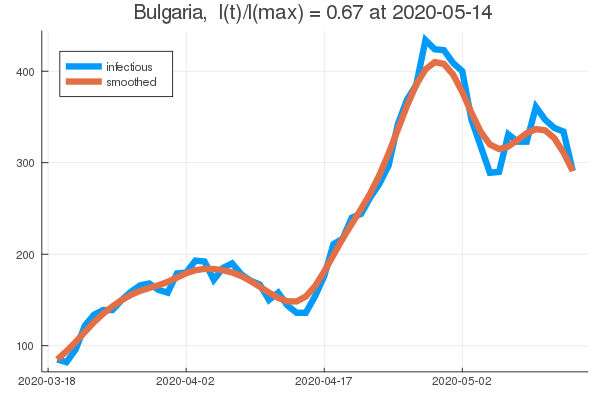 Bulgaria, I(t)/I(max) = 0.67 at 2020-05-14
infectious
smoothed
400
300
200
100
2020-03-18 2020-04-02 2020-04-17 2020-05-02